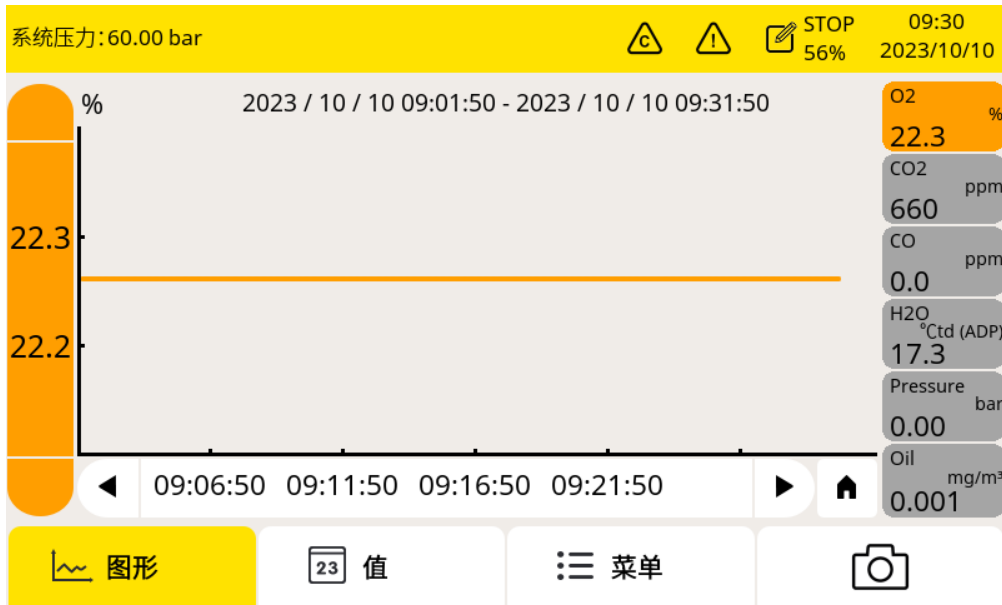 系统压力:60.00 bar
C
!
STOP
56%
09:30
2023/10/10
%
2023 / 10 / 10 09:01:50 - 2023 / 10 / 10 09:31:50
22.3
22.2
09:06:50 09:11:50 09:16:50 09:21:50
O2
%
22.3
CO2
ppm
660
CO
ppm
0.0
H2O
°Ctd (ADP)
17.3
Pressure
bar
0.00
Oil
mg/m³
0.001
图形
23
值
菜单